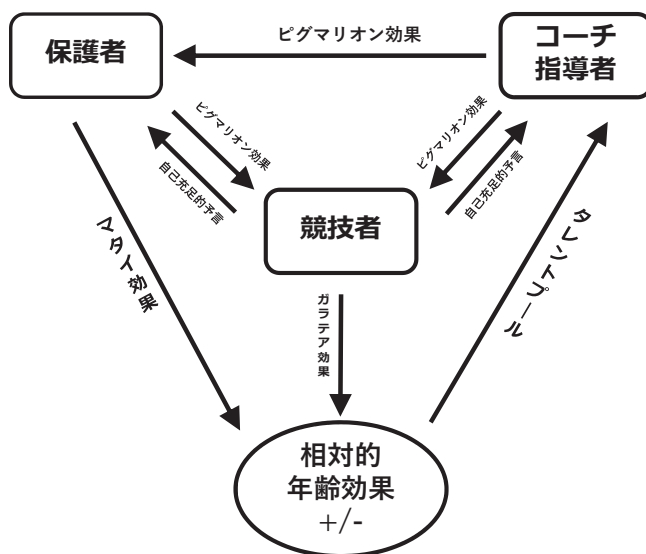 保護者
ピグマリオン効果
コーチ
指導者
ピグマリオン効果
自己充足的予言
ピグマリオン効果
自己充足的予言
競技者
マタイ効果
ガラテア効果
タレントプール
相対的
年齢効果
+/-